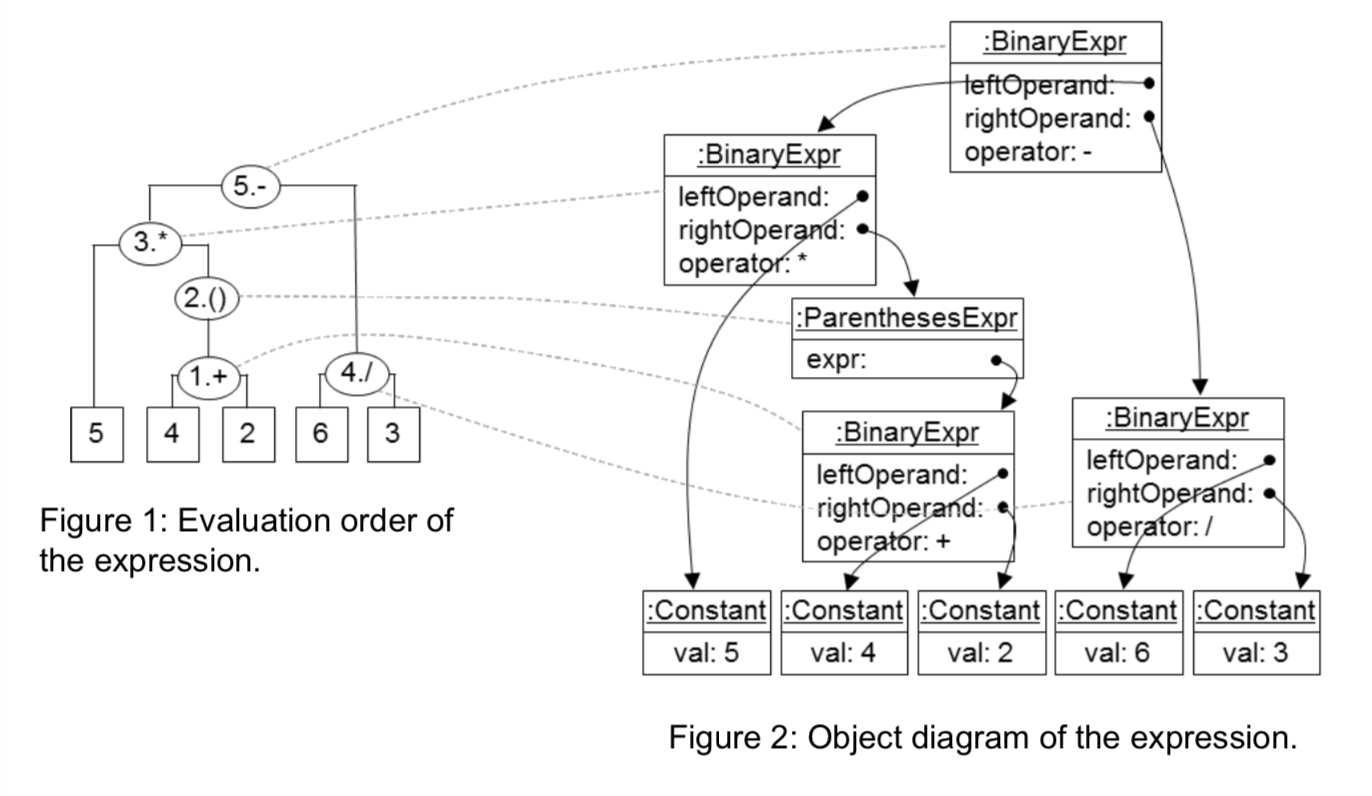 :BinaryExpr
leftOperand:
rightOperand:
operator: -
:BinaryExpr
leftOperand:
rightOperand:
operator: *
5.-
3.*
2.()
1.+
4./
5
4
2
6
3
:ParenthesesExpr
expr:
:BinaryExpr
leftOperand:
rightOperand:
operator: +
:BinaryExpr
leftOperand:
rightOperand:
operator: /
Figure 1: Evaluation order of
the expression.
:Constant
val: 5
:Constant
val: 4
:Constant
val: 2
:Constant
val: 6
:Constant
val: 3
Figure 2: Object diagram of the expression.